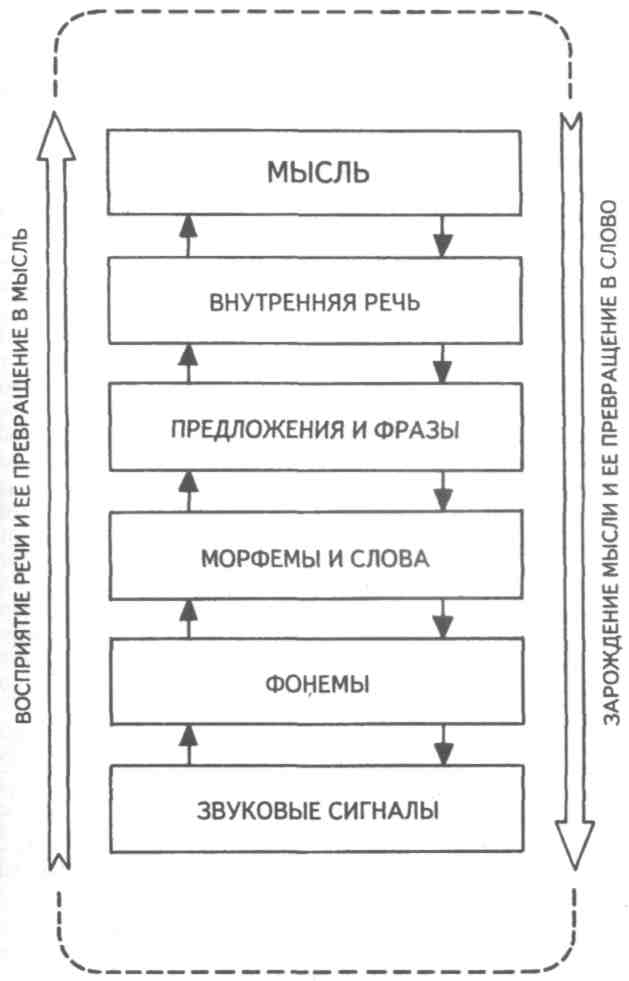 МЫСЛЬ
ВНУТРЕННЯЯ РЕЧЬ
ПРЕДЛОЖЕНИЯ И ФРАЗЫ
МОРФЕМЫ И СЛОВА
ФОНЕМЫ
ЗВУКОВЫЕ СИГНАЛЫ
ВОСПРИЯТИЕ РЕЧИ И ЕЕ ПРЕВРАЩЕНИЕ В МЫСЛЬ
ЗАРОЖДЕНИЕ МЫСЛИ И ЕЕ ПРЕВРАЩЕНИЕ В СЛОВО